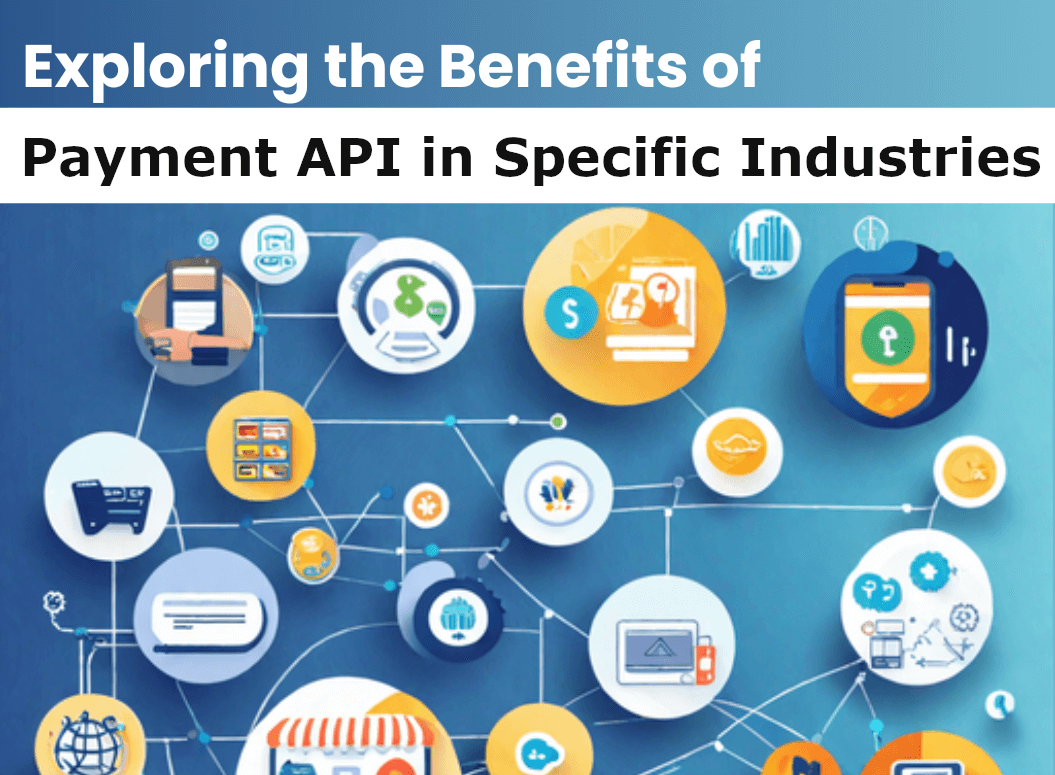 Exploring the Benefits of
Payment API in Specific Industries
$